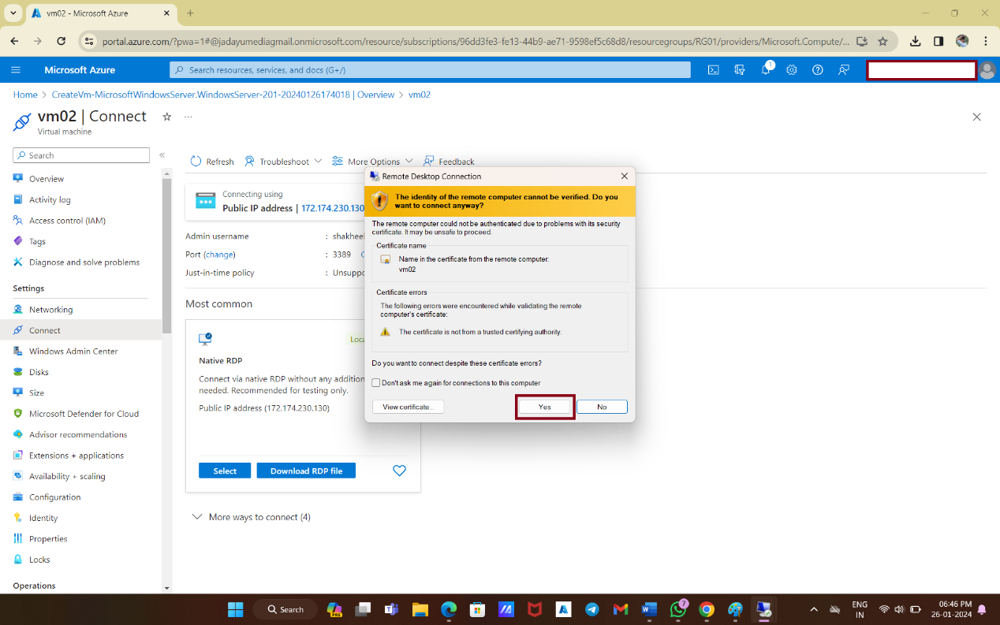 vm02 - Microsoft Azure
portal.azure.com/?pwa=1#@jadayumediagmail.onmicrosoft.com/resource/subscriptions/96dd3fe3-fe13-44b9-ae71-9598ef5c68d8/resourcegroups/RG01/providers/Microsoft.Compute/...
Microsoft Azure
Search resources, services, and docs (G+/)
1
Home > CreateVm-MicrosoftWindowsServer.WindowsServer-201-20240126174018 | Overview > vm02
vm02 | Connect
Virtual machine
Search
Overview
Activity log
Access control (IAM)
Tags
Diagnose and solve problems
Settings
Networking
Connect
Windows Admin Center
Disks
Size
Microsoft Defender for Cloud
Advisor recommendations
Extensions + applications
Availability + scaling
Configuration
Identity
Properties
Locks
Operations
Refresh Troubleshoot More Options Feedback
Connecting using
Public IP address | 172.174.230.130
Admin username : shakhee
Port (change) : 3389
Just-in-time policy : Unsuppo
Most common
Loca
Native RDP
Connect via native RDP without any addition
needed. Recommended for testing only.
Public IP address (172.174.230.130)
Select Download RDP file
More ways to connect (4)
Remote Desktop Connection
The identity of the remote computer cannot be verified. Do you
want to connect anyway?
The remote computer could not be authenticated due to problems with its security
certificate. It may be unsafe to proceed.
Certificate name
Name in the certificate from the remote computer:
vm02
Certificate errors
The following errors were encountered while validating the remote
computer's certificate:
The certificate is not from a trusted certifying authority.
Do you want to connect despite these certificate errors?
Don't ask me again for connections to this computer
View certificate... Yes No
Search
PRE
7
ENG
IN
06:46 PM
26-01-2024